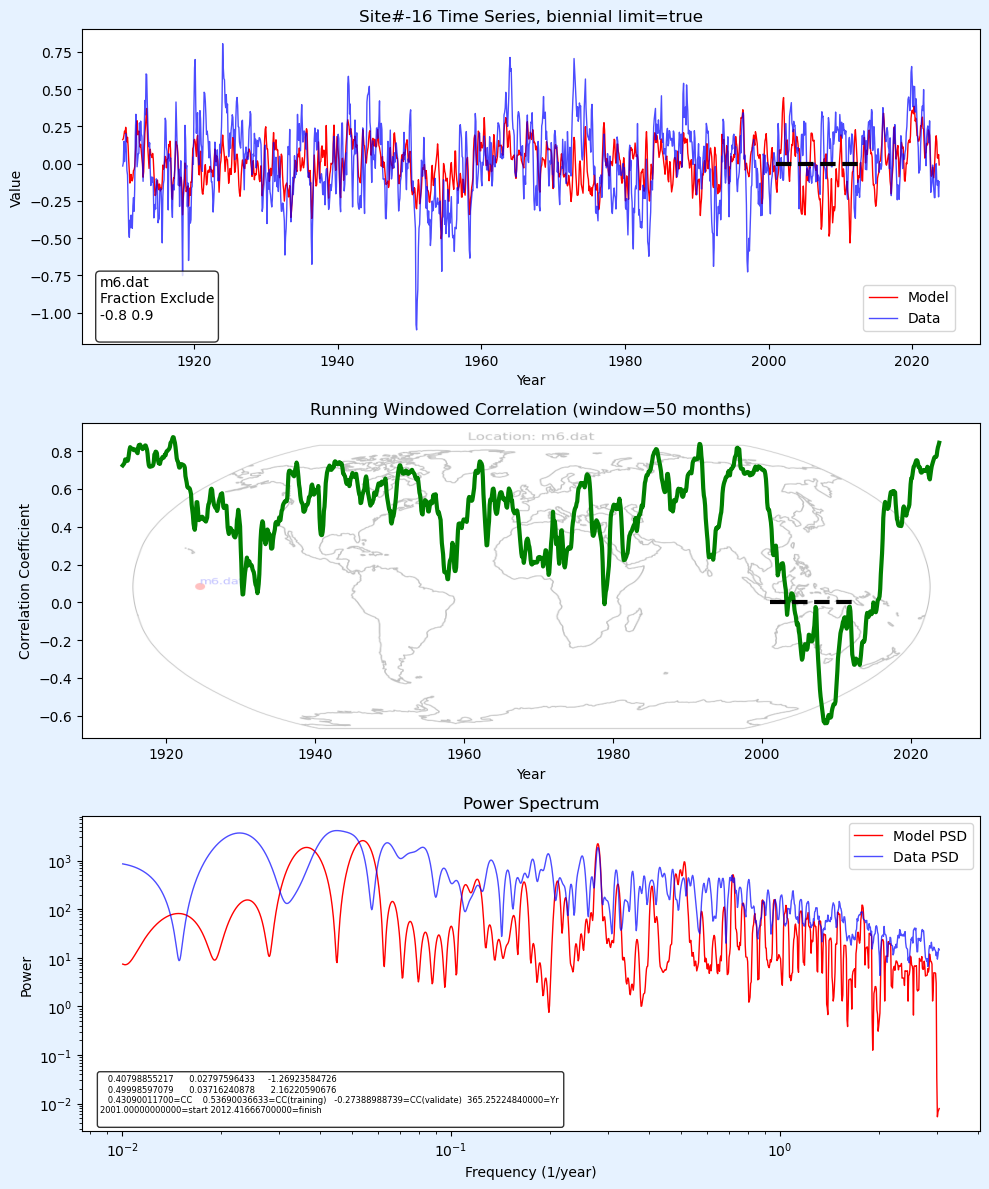 Site#-16 Time Series, biennial limit=true
Value
0.75
0.50
0.25
0.00
−0.25
−0.50
−0.75
−1.00
m6.dat
Fraction Exclude
-0.8 0.9
Model
Data
1920
1940
1960
1980
2000
2020
Year
Running Windowed Correlation (window=50 months)
Location: m6.dat
Correlation Coefficient
0.8
0.6
0.4
0.2
0.0
−0.2
−0.4
−0.6
m6.dat
1920
1940
1960
1980
2000
2020
Year
Power Spectrum
Model PSD
Data PSD
Power
10³
10²
10¹
10⁰
10⁻¹
10⁻²
0.40798855217 0.02797596433 -1.26923584726
0.49998597079 0.03716240878 2.16220590676
0.43090011700=CC 0.53690036633=CC(training) -0.27388988739=CC(validate) 365.25224840000=Yr
2001.00000000000=start 2012.41666700000=finish
10⁻²
10⁻¹
10⁰
Frequency (1/year)